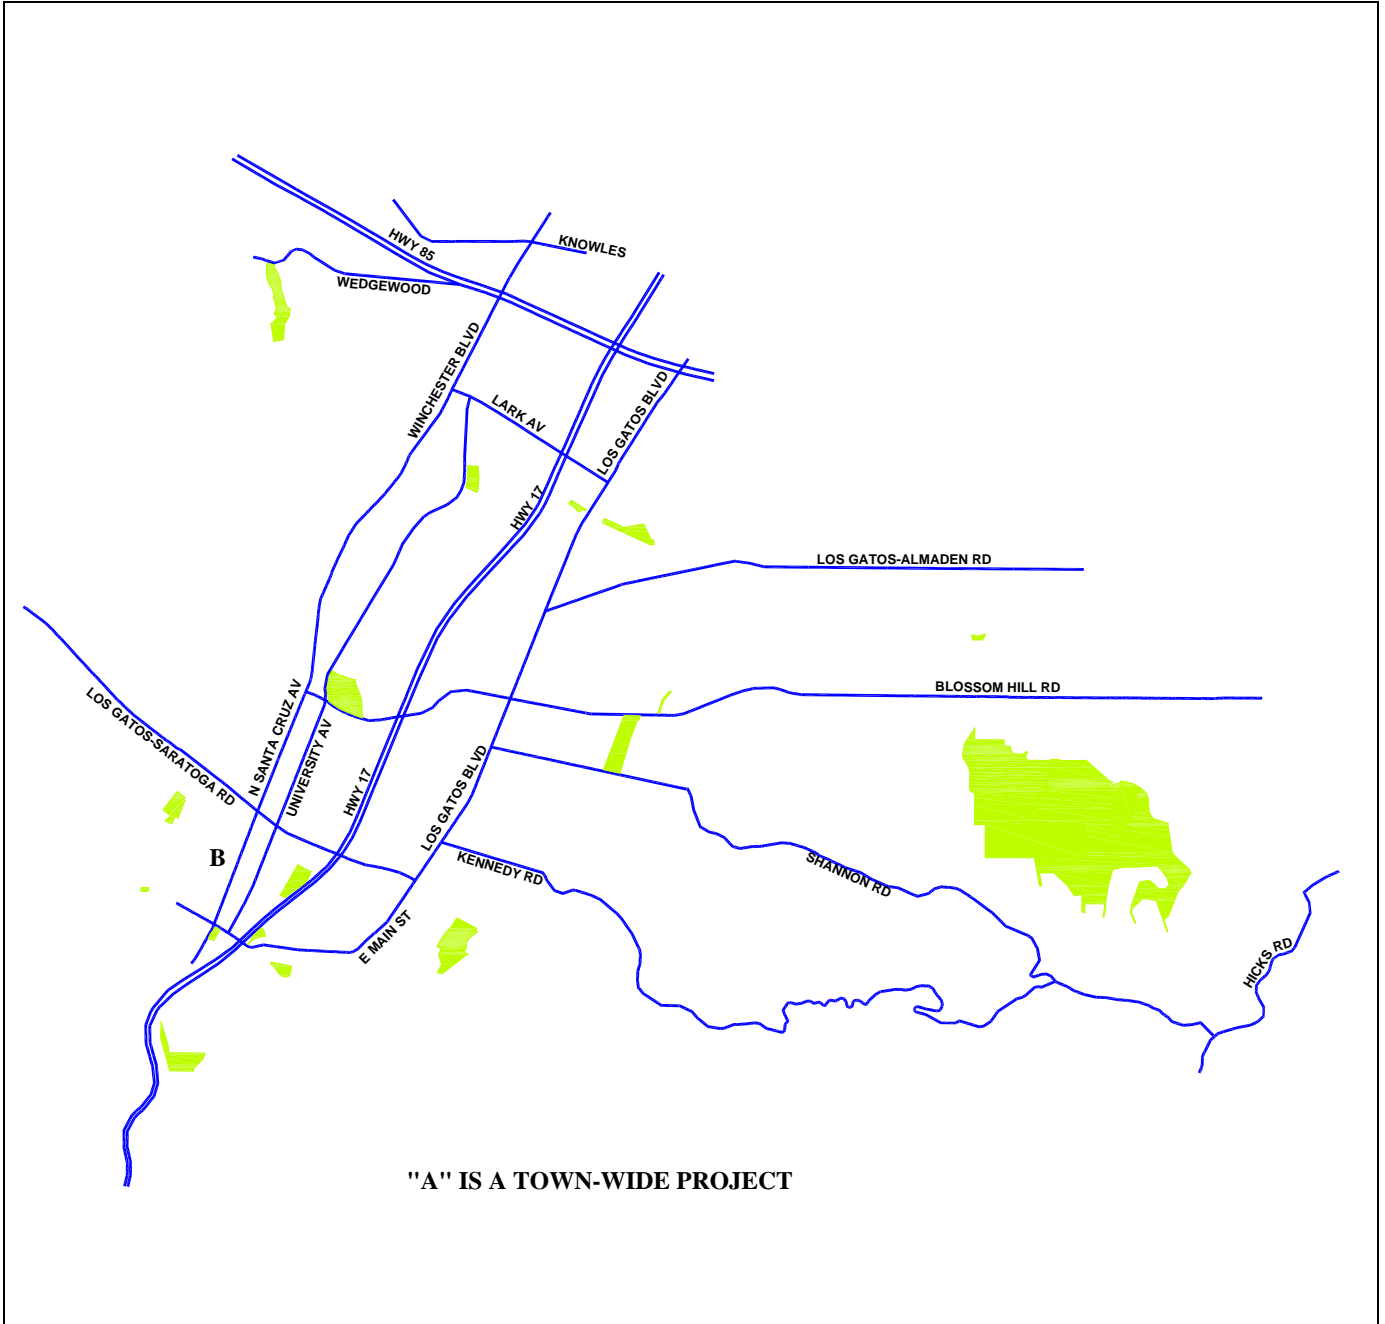 KNOWLES
HWY 85
WEDGEWOOD
WINCHESTER BLVD
LARK AV
LOS GATOS BLVD
HWY 17
LOS GATOS-ALMADEN RD
BLOSSOM HILL RD
LOS GATOS-SARATOGA RD
N SANTA CRUZ AV
UNIVERSITY AV
HWY 17
LOS GATOS BLVD
B
KENNEDY RD
SHANNON RD
E MAIN ST
HICKS RD
"A" IS A TOWN-WIDE PROJECT